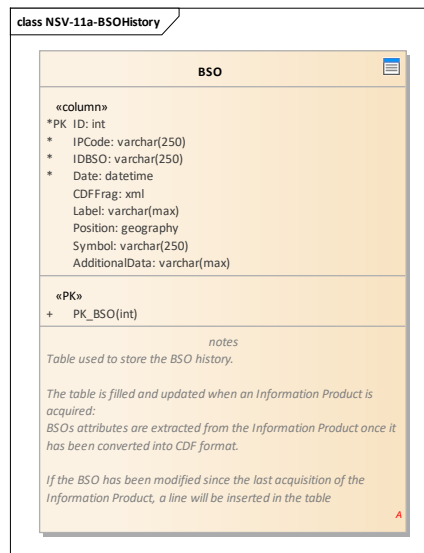 class NSV-11a-BSOHistory
BSO
«column»
*PK ID: int
* IPCode: varchar(250)
* IDBSO: varchar(250)
* Date: datetime
CDFFrag: xml
Label: varchar(max)
Position: geography
Symbol: varchar(250)
AdditionalData: varchar(max)
«PK»
+ PK_BSO(int)
notes
Table used to store the BSO history.
The table is filled and updated when an Information Product is
acquired:
BSOs attributes are extracted from the Information Product once it
has been converted into CDF format.
If the BSO has been modified since the last acquisition of the
Information Product, a line will be inserted in the table
A